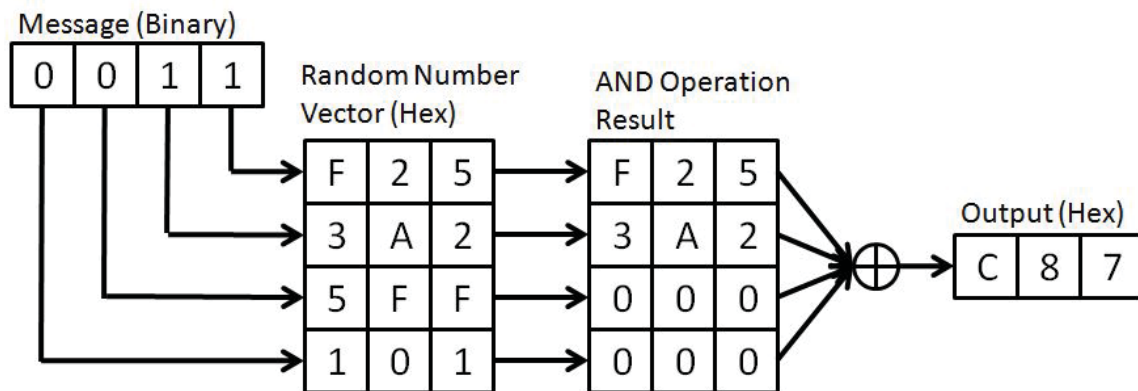 Message (Binary)
0 0 1 1
Random Number
Vector (Hex)
F 2 5
3 A 2
5 F F
1 0 1
AND Operation
Result
F 2 5
3 A 2
0 0 0
0 0 0
Output (Hex)
C 8 7